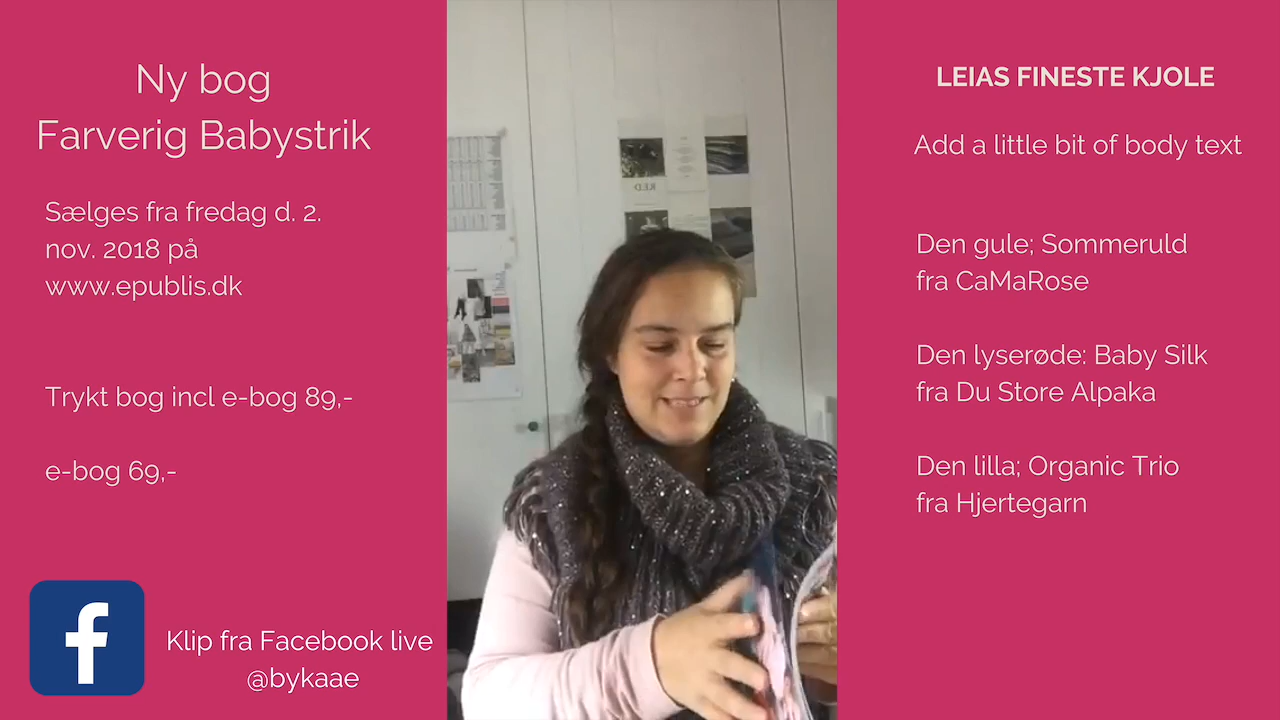 Ny bog
Farverig Babystrik
Sælges fra fredag d. 2.
nov. 2018 på
www.epublis.dk
Trykt bog incl e-bog 89,-
e-bog 69,-
f
Klip fra Facebook live
@bykaae
LEIAS FINESTE KJOLE
Add a little bit of body text
Den gule; Sommeruld
fra CaMaRose
Den lyserøde: Baby Silk
fra Du Store Alpaka
Den lilla; Organic Trio
fra Hjertegarn